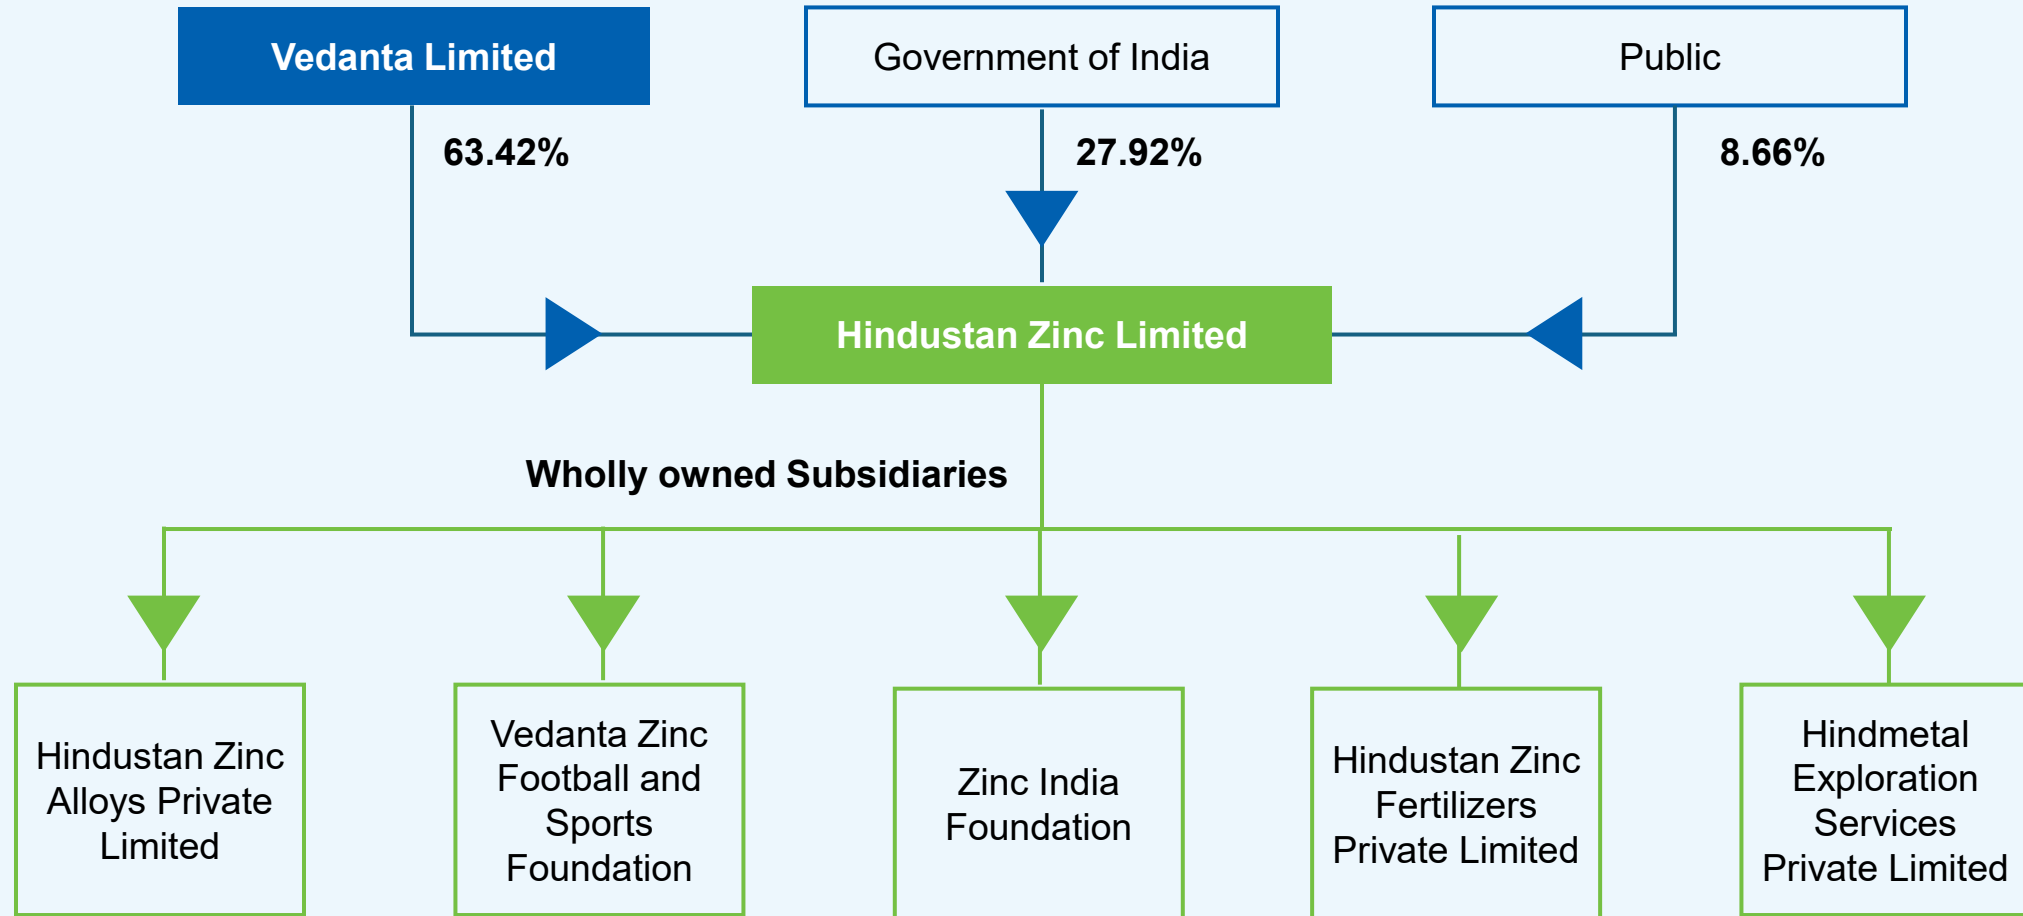 Vedanta Limited
Government of India
Public
63.42%
27.92%
8.66%
Hindustan Zinc Limited
Wholly owned Subsidiaries
Hindustan Zinc
Alloys Private
Limited
Vedanta Zinc
Football and
Sports
Foundation
Zinc India
Foundation
Hindustan Zinc
Fertilizers
Private Limited
Hindmetal
Exploration
Services
Private Limited